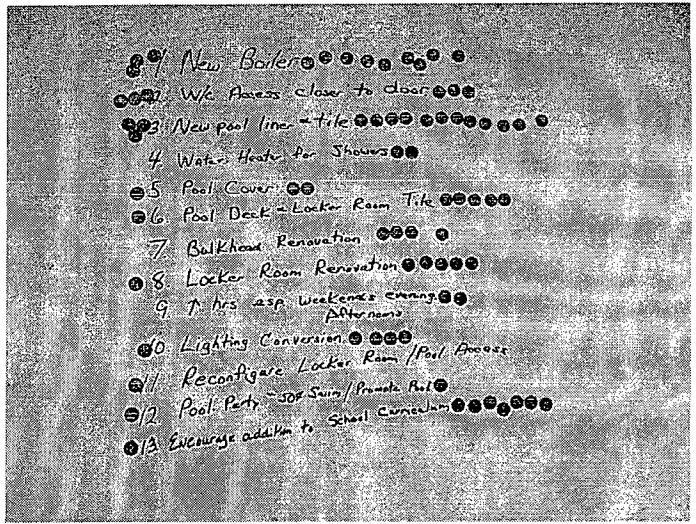 1. New Boiler
2. W/c Access closer to door
3. New pool liner + tile
4 Water Heater for Showers
5 Pool Cover
6. Pool Deck + Locker Room Tile
7 Bulkhead Renovation
8. Locker Room Renovation
9 ↑ hrs esp. weekends evening
Afternoons
10. Lighting Conversion
11. Reconfigure Locker Room / Pool Access
12. Pool Party - Swim / Promote Pool
13 Encourage addition to School Curriculum